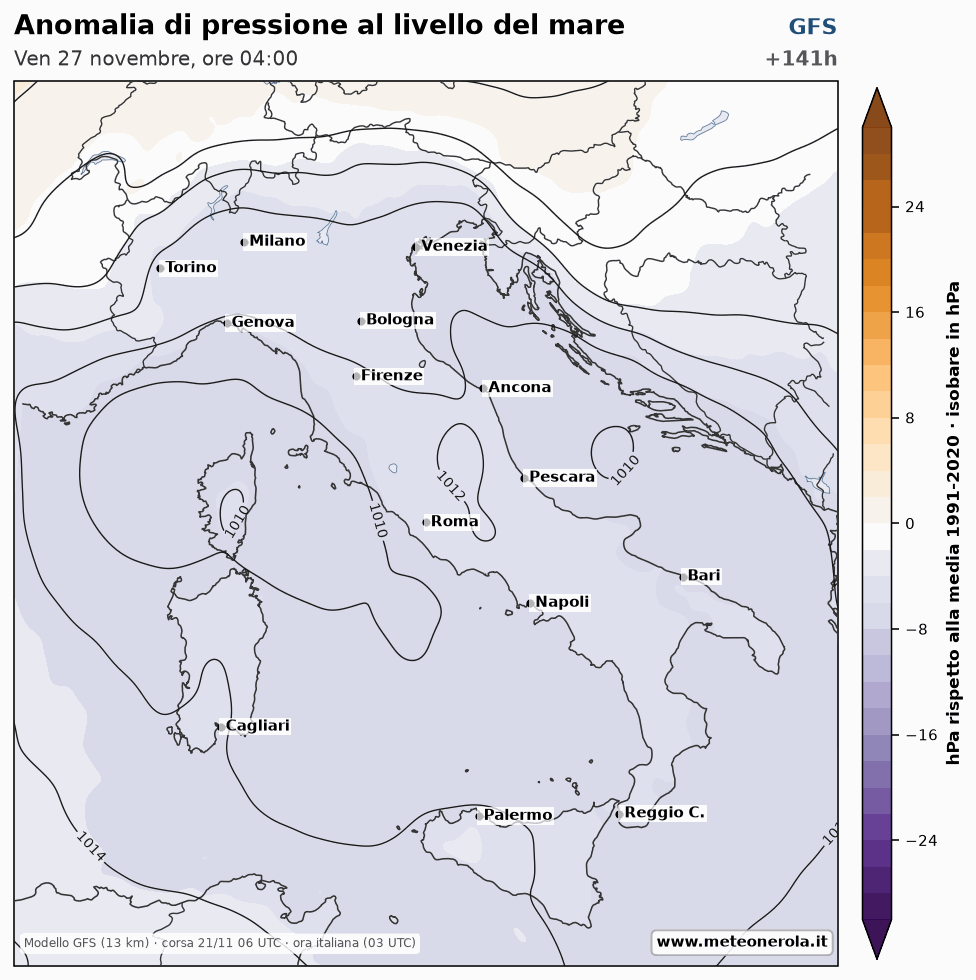 Anomalia di pressione al livello del mare
GFS
Ven 27 novembre, ore 04:00
+141h
Milano
Venezia
Torino
Genova
Bologna
Firenze
Ancona
1010
Pescara
1012
1010
1010
Roma
Bari
Napoli
Cagliari
Palermo
Reggio C.
1014
24
16
8
0
−8
−16
−24
hPa rispetto alla media 1991-2020 · isobare in hPa
Modello GFS (13 km) · corsa 21/11 06 UTC · ora italiana (03 UTC)
www.meteonerola.it